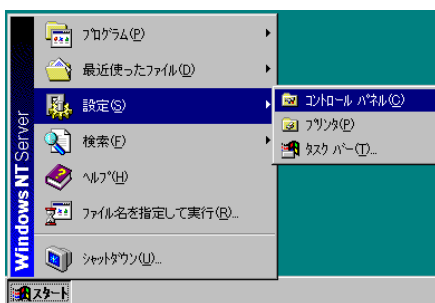 ﾌﾟﾛｸﾞﾗﾑ(P)
最近使ったﾌｧｲﾙ(D)
設定(S)
検索(F)
ﾍﾙﾌﾟ(H)
ﾌｧｲﾙ名を指定して実行(R)...
ｼｬｯﾄﾀﾞｳﾝ(U)...
Windows NT Server
ｺﾝﾄﾛｰﾙ ﾊﾟﾈﾙ(C)
ﾌﾟﾘﾝﾀ(P)
ﾀｽｸ ﾊﾞｰ(T)...
スタート